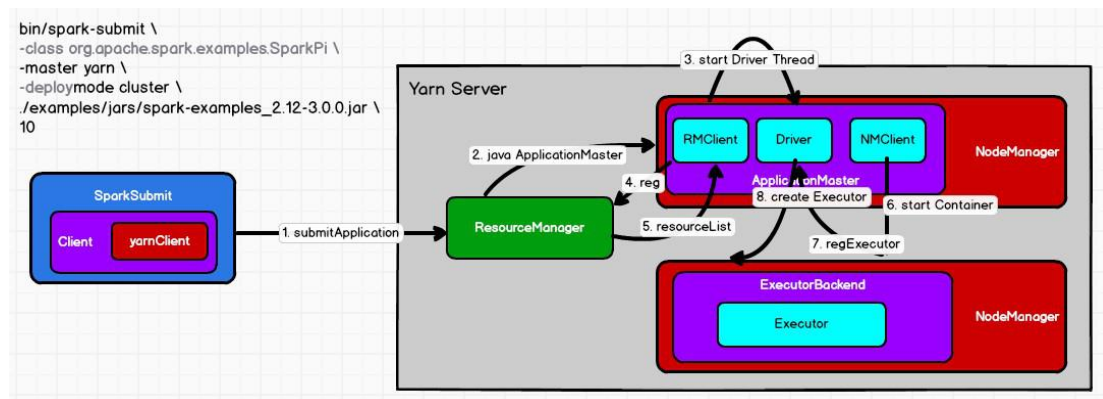 bin/spark-submit \
-class org.apache.spark.examples.SparkPi \
-master yarn \
-deploymode cluster \
./examples/jars/spark-examples_2.12-3.0.0.jar \
10
Yarn Server
3. start Driver Thread
RMClient
Driver
NMClient
NodeManager
ApplicationMaster
2. java ApplicationMaster
4. reg
8. create Executor
6. start Container
SparkSubmit
Client
yarnClient
1. submitApplication
ResourceManager
5. resourceList
7. regExecutor
ExecutorBackend
Executor
NodeManager